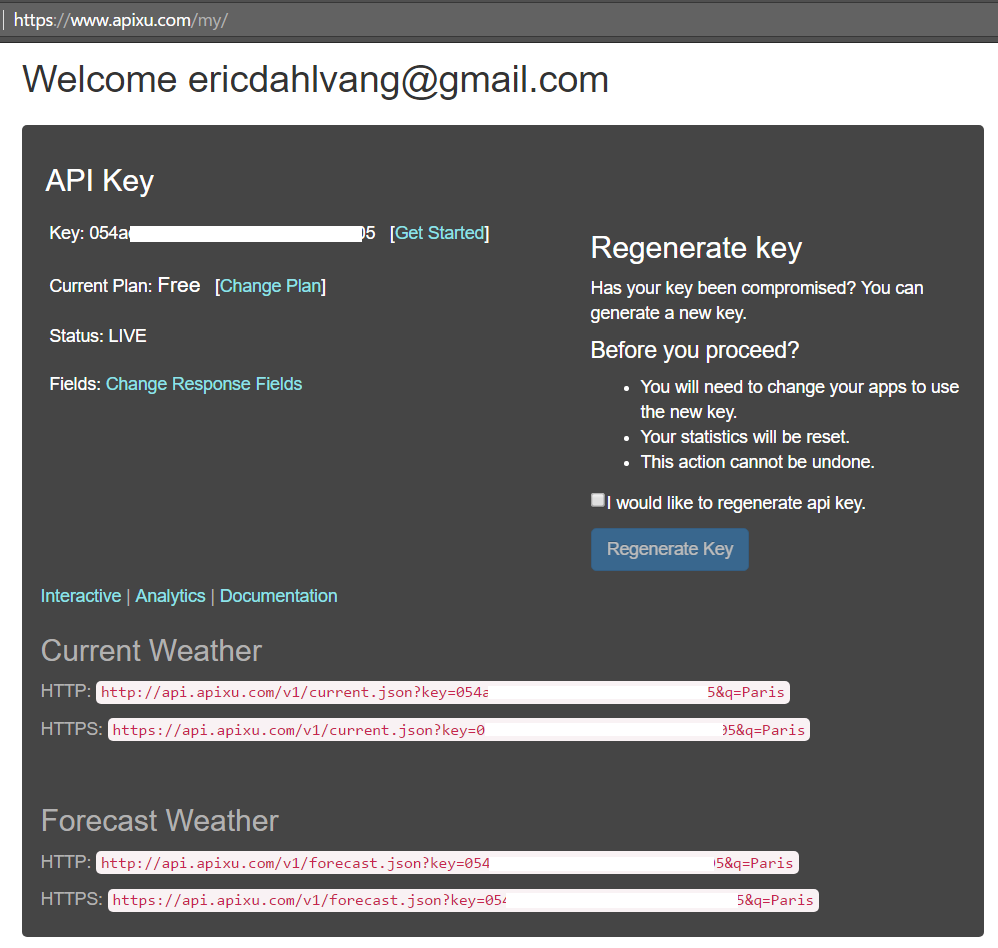 https://www.apixu.com/my/
Welcome ericdahlvang@gmail.com
API Key
Key: 054a 05 [Get Started]
Current Plan: Free [Change Plan]
Status: LIVE
Fields: Change Response Fields
Regenerate key
Has your key been compromised? You can
generate a new key.
Before you proceed?
• You will need to change your apps to use
the new key.
• Your statistics will be reset.
• This action cannot be undone.
I would like to regenerate api key.
Regenerate Key
Interactive | Analytics | Documentation
Current Weather
HTTP: http://api.apixu.com/v1/current.json?key=054a 5&q=Paris
HTTPS: https://api.apixu.com/v1/current.json?key=0 05&q=Paris
Forecast Weather
HTTP: http://api.apixu.com/v1/forecast.json?key=054 05&q=Paris
HTTPS: https://api.apixu.com/v1/forecast.json?key=054 5&q=Paris